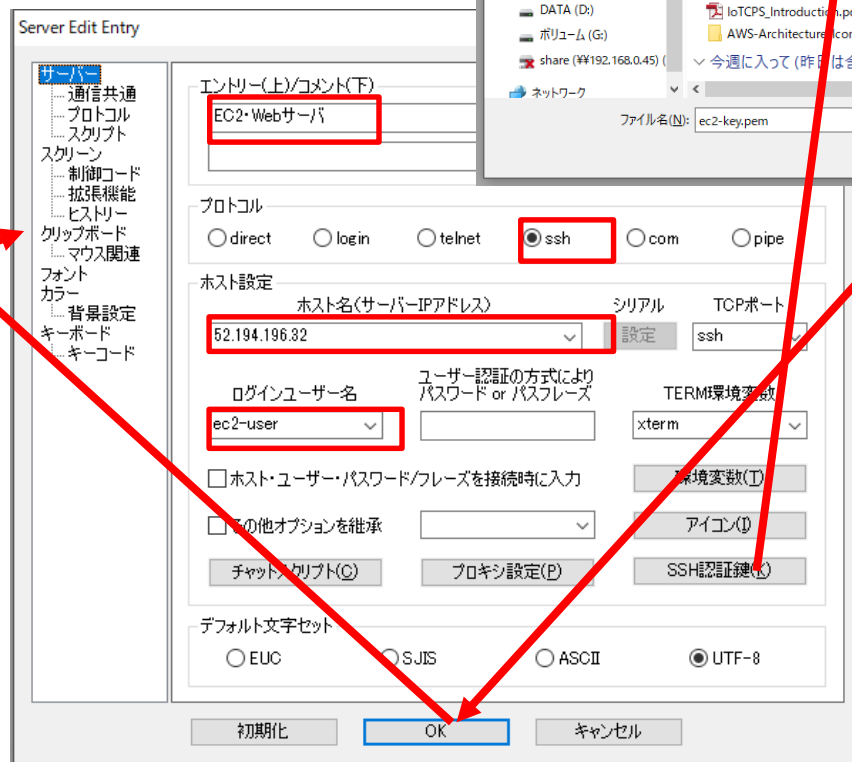 DATA (D:)
IoTCPS_Introduction.p
ボリューム (G:)
AWS-Architecture
share (¥¥192.168.0.45) (
今週に入って (昨日は
ネットワーク
ファイル名(N): ec2-key.pem
Server Edit Entry
サーバー
通信共通
プロトコル
スクリプト
スクリーン
制御コード
拡張機能
ヒストリー
クリップボード
マウス関連
フォント
カラー
背景設定
キーボード
キーコード
エントリー(上)/コメント(下)
EC2・Webサーバ
プロトコル
direct login telnet ssh com pipe
ホスト設定
ホスト名(サーバーIPアドレス) シリアル TCPポート
52.194.196.32 設定 ssh
ログインユーザー名 ユーザー認証の方式により パスワード or パスフレーズ TERM環境変数
ec2-user xterm
ホスト・ユーザー・パスワード/フレーズを接続時に入力 環境変数(T)
その他オプションを継承 アイコン(I)
チャットスクリプト(C) プロキシ設定(P) SSH認証鍵(K)
デフォルト文字セット
EUC SJIS ASCII UTF-8
初期化 OK キャンセル